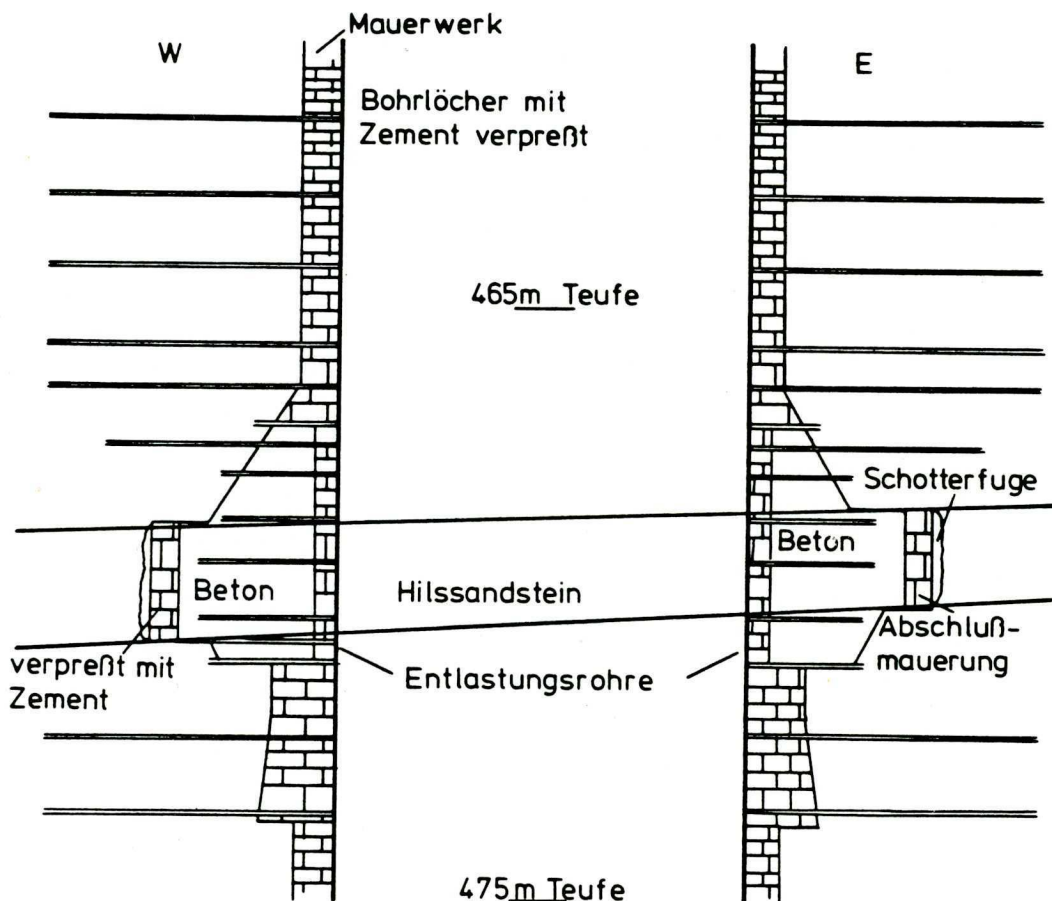 Mauerwerk
W
E
Bohrlöcher mit
Zement verpreßt
465m Teufe
Schotterfuge
Beton
Beton
Hilssandstein
Abschluß-
mauerung
verpreßt mit
Zement
Entlastungsrohre
475m Teufe